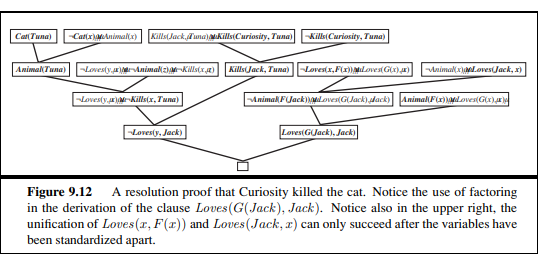 Cat(Tuna) ¬Cat(x) ∨ Animal(x) Kills(Jack, Tuna) ∨ Kills(Curiosity, Tuna) ¬Kills(Curiosity, Tuna)
Animal(Tuna) ¬Loves(y, x) ∨ ¬Animal(z) ∨ ¬Kills(x, z) Kills(Jack, Tuna) ¬Loves(x, F(x)) ∨ Loves(G(x), x) ¬Animal(x) ∨ Loves(Jack, x)
¬Loves(y, x) ∨ ¬Kills(x, Tuna) ¬Animal(F(Jack)) ∨ Loves(G(Jack), Jack) Animal(F(x)) ∨ Loves(G(x), x)
¬Loves(y, Jack) Loves(G(Jack), Jack)
Figure 9.12 A resolution proof that Curiosity killed the cat. Notice the use of factoring
in the derivation of the clause Loves(G(Jack), Jack). Notice also in the upper right, the
unification of Loves(x, F(x)) and Loves(Jack, x) can only succeed after the variables have
been standardized apart.